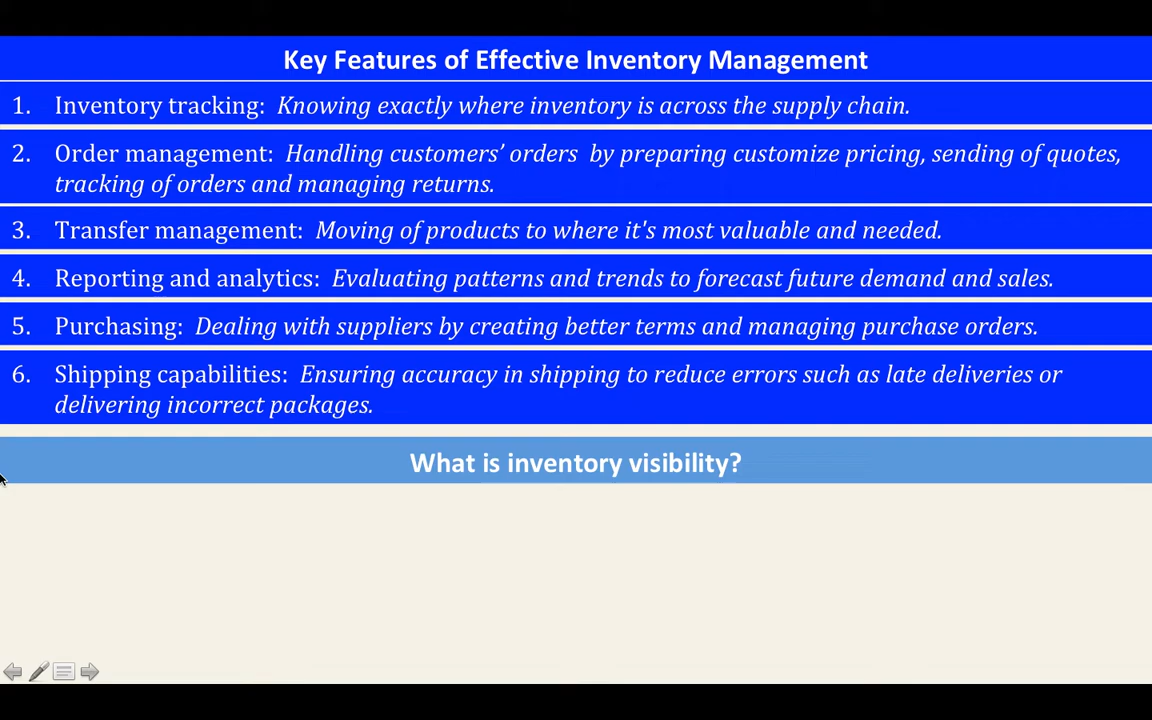 Key Features of Effective Inventory Management
1. Inventory tracking: Knowing exactly where inventory is across the supply chain.
2. Order management: Handling customers’ orders by preparing customize pricing, sending of quotes,
tracking of orders and managing returns.
3. Transfer management: Moving of products to where it's most valuable and needed.
4. Reporting and analytics: Evaluating patterns and trends to forecast future demand and sales.
5. Purchasing: Dealing with suppliers by creating better terms and managing purchase orders.
6. Shipping capabilities: Ensuring accuracy in shipping to reduce errors such as late deliveries or
delivering incorrect packages.
What is inventory visibility?